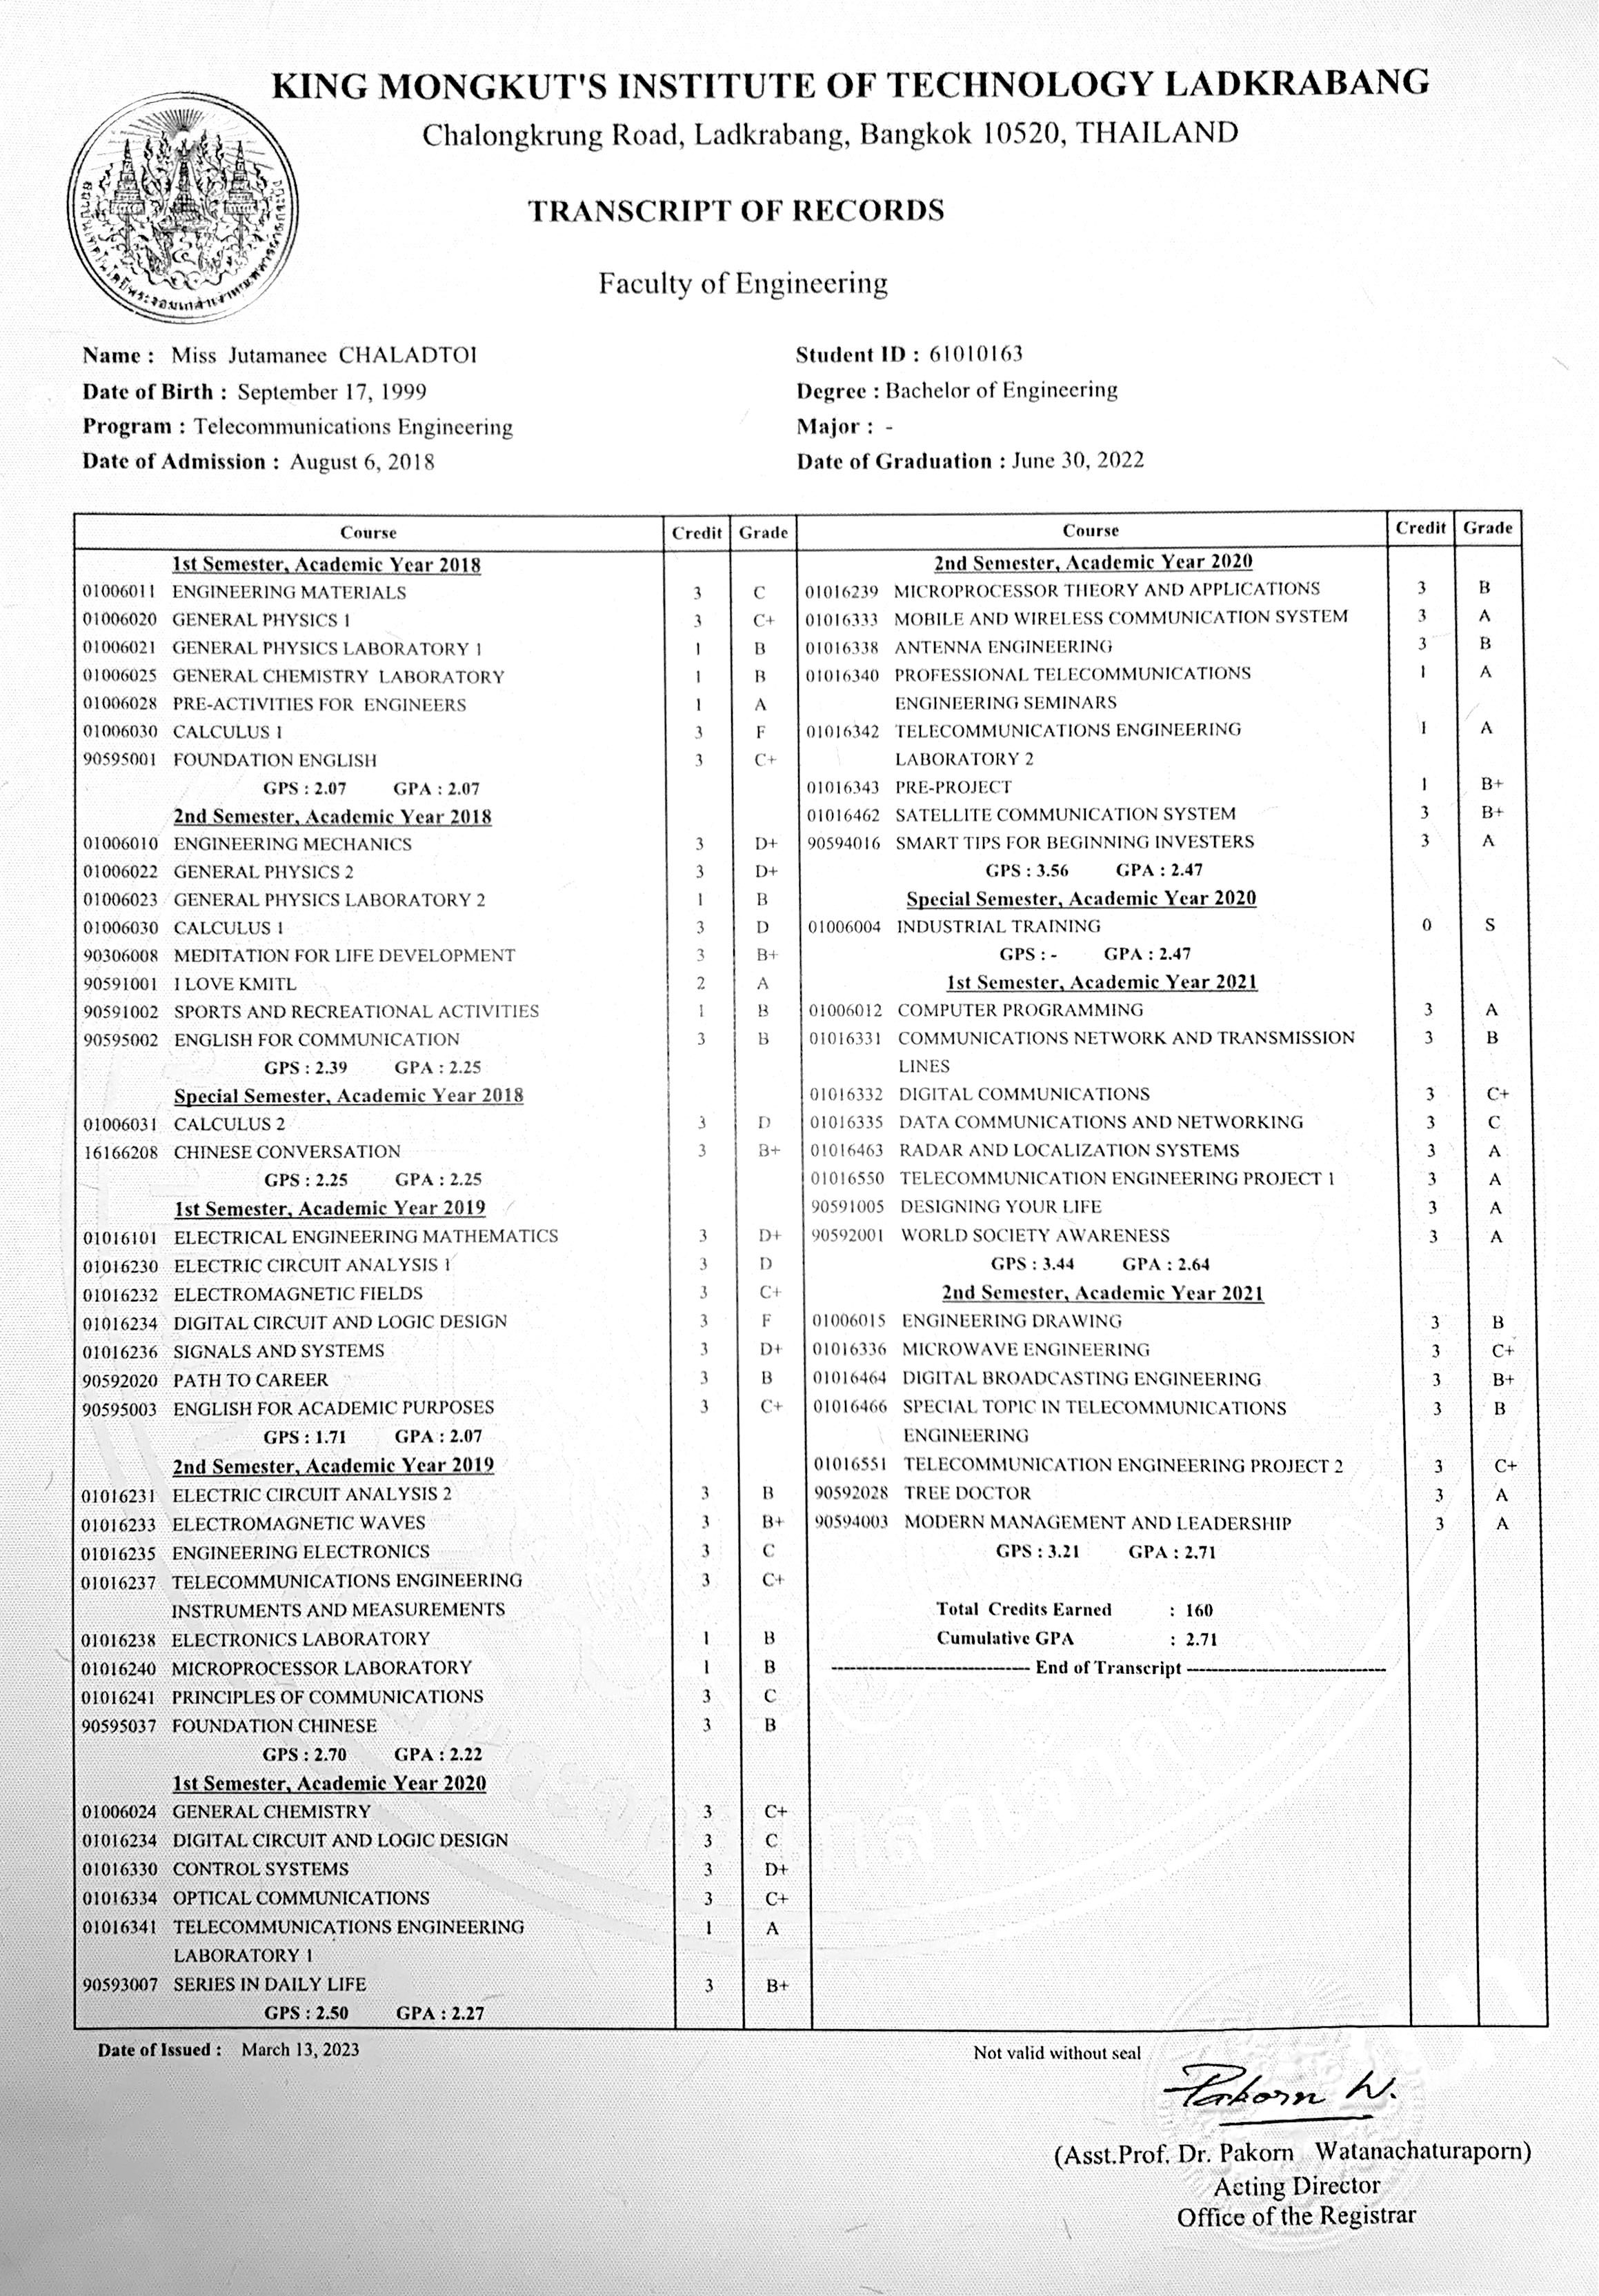 KING MONGKUT'S INSTITUTE OF TECHNOLOGY LADKRABANG
Chalongkrung Road, Ladkrabang, Bangkok 10520, THAILAND
TRANSCRIPT OF RECORDS
Faculty of Engineering
Name : Miss Jutamanee CHALADTOI
Student ID : 61010163
Date of Birth : September 17, 1999
Degree : Bachelor of Engineering
Program : Telecommunications Engineering
Major : -
Date of Admission : August 6, 2018
Date of Graduation : June 30, 2022
Course Credit Grade
1st Semester, Academic Year 2018
01006011 ENGINEERING MATERIALS 3 C
01006020 GENERAL PHYSICS 1 3 C+
01006021 GENERAL PHYSICS LABORATORY 1 1 B
01006025 GENERAL CHEMISTRY LABORATORY 1 B
01006028 PRE-ACTIVITIES FOR ENGINEERS 1 A
01006030 CALCULUS 1 3 F
90595001 FOUNDATION ENGLISH 3 C+
GPS : 2.07 GPA : 2.07
2nd Semester, Academic Year 2018
01006010 ENGINEERING MECHANICS 3 D+
01006022 GENERAL PHYSICS 2 3 D+
01006023 GENERAL PHYSICS LABORATORY 2 1 B
01006030 CALCULUS 1 3 D
90306008 MEDITATION FOR LIFE DEVELOPMENT 3 B+
90591001 I LOVE KMITL 2 A
90591002 SPORTS AND RECREATIONAL ACTIVITIES 1 B
90595002 ENGLISH FOR COMMUNICATION 3 B
GPS : 2.39 GPA : 2.25
Special Semester, Academic Year 2018
01006031 CALCULUS 2 3 D
16166208 CHINESE CONVERSATION 3 B+
GPS : 2.25 GPA : 2.25
1st Semester, Academic Year 2019
01016101 ELECTRICAL ENGINEERING MATHEMATICS 3 D+
01016230 ELECTRIC CIRCUIT ANALYSIS 1 3 D
01016232 ELECTROMAGNETIC FIELDS 3 C+
01016234 DIGITAL CIRCUIT AND LOGIC DESIGN 3 F
01016236 SIGNALS AND SYSTEMS 3 D+
90592020 PATH TO CAREER 3 B
90595003 ENGLISH FOR ACADEMIC PURPOSES 3 C+
GPS : 1.71 GPA : 2.07
2nd Semester, Academic Year 2019
01016231 ELECTRIC CIRCUIT ANALYSIS 2 3 B
01016233 ELECTROMAGNETIC WAVES 3 B+
01016235 ENGINEERING ELECTRONICS 3 C
01016237 TELECOMMUNICATIONS ENGINEERING 3 C+
INSTRUMENTS AND MEASUREMENTS
01016238 ELECTRONICS LABORATORY 1 B
01016240 MICROPROCESSOR LABORATORY 1 B
01016241 PRINCIPLES OF COMMUNICATIONS 3 C
90595037 FOUNDATION CHINESE 3 B
GPS : 2.70 GPA : 2.22
1st Semester, Academic Year 2020
01006024 GENERAL CHEMISTRY 3 C+
01016234 DIGITAL CIRCUIT AND LOGIC DESIGN 3 C
01016330 CONTROL SYSTEMS 3 D+
01016334 OPTICAL COMMUNICATIONS 3 C+
01016341 TELECOMMUNICATIONS ENGINEERING 1 A
LABORATORY 1
90593007 SERIES IN DAILY LIFE 3 B+
GPS : 2.50 GPA : 2.27
Course Credit Grade
2nd Semester, Academic Year 2020
01016239 MICROPROCESSOR THEORY AND APPLICATIONS 3 B
01016333 MOBILE AND WIRELESS COMMUNICATION SYSTEM 3 A
01016338 ANTENNA ENGINEERING 3 B
01016340 PROFESSIONAL TELECOMMUNICATIONS 1 A
ENGINEERING SEMINARS
01016342 TELECOMMUNICATIONS ENGINEERING 1 A
LABORATORY 2
01016343 PRE-PROJECT 1 B+
01016462 SATELLITE COMMUNICATION SYSTEM 3 B+
90594016 SMART TIPS FOR BEGINNING INVESTERS 3 A
GPS : 3.56 GPA : 2.47
Special Semester, Academic Year 2020
01006004 INDUSTRIAL TRAINING 0 S
GPS : - GPA : 2.47
1st Semester, Academic Year 2021
01006012 COMPUTER PROGRAMMING 3 A
01016331 COMMUNICATIONS NETWORK AND TRANSMISSION 3 B
LINES
01016332 DIGITAL COMMUNICATIONS 3 C+
01016335 DATA COMMUNICATIONS AND NETWORKING 3 C
01016463 RADAR AND LOCALIZATION SYSTEMS 3 A
01016550 TELECOMMUNICATION ENGINEERING PROJECT 1 3 A
90591005 DESIGNING YOUR LIFE 3 A
90592001 WORLD SOCIETY AWARENESS 3 A
GPS : 3.44 GPA : 2.64
2nd Semester, Academic Year 2021
01006015 ENGINEERING DRAWING 3 B
01016336 MICROWAVE ENGINEERING 3 C+
01016464 DIGITAL BROADCASTING ENGINEERING 3 B+
01016466 SPECIAL TOPIC IN TELECOMMUNICATIONS 3 B
ENGINEERING
01016551 TELECOMMUNICATION ENGINEERING PROJECT 2 3 C+
90592028 TREE DOCTOR 3 A
90594003 MODERN MANAGEMENT AND LEADERSHIP 3 A
GPS : 3.21 GPA : 2.71
Total Credits Earned : 160
Cumulative GPA : 2.71
End of Transcript
Date of Issued : March 13, 2023
Not valid without seal
Pakorn W.
(Asst.Prof. Dr. Pakorn Watanachaturaporn)
Acting Director
Office of the Registrar